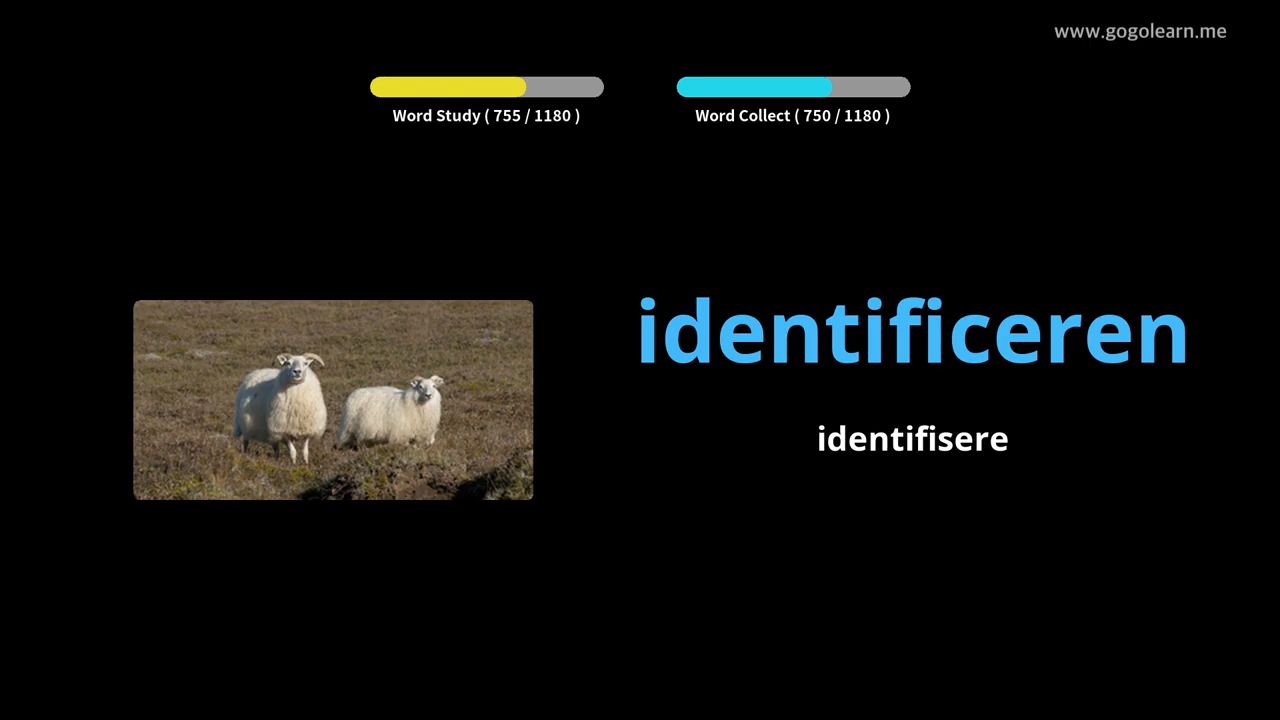 www.gogolearn.me
Word Study ( 755 / 1180 )
Word Collect ( 750 / 1180 )
identificeren
identifisere